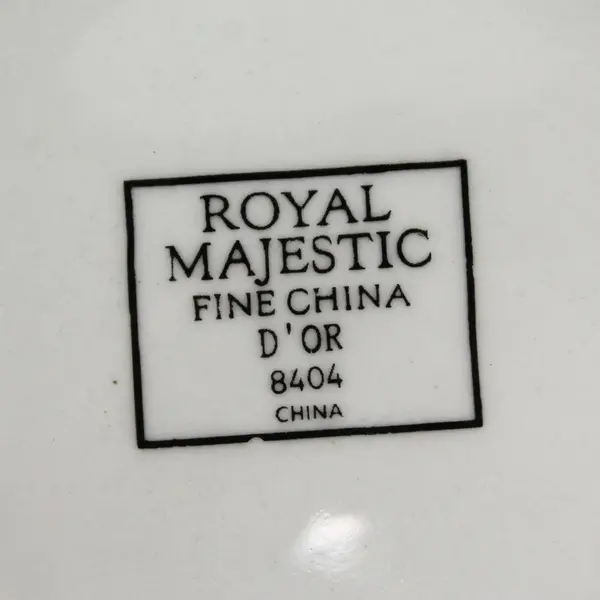 ROYAL
MAJESTIC
FINE CHINA
D'OR
8404
CHINA